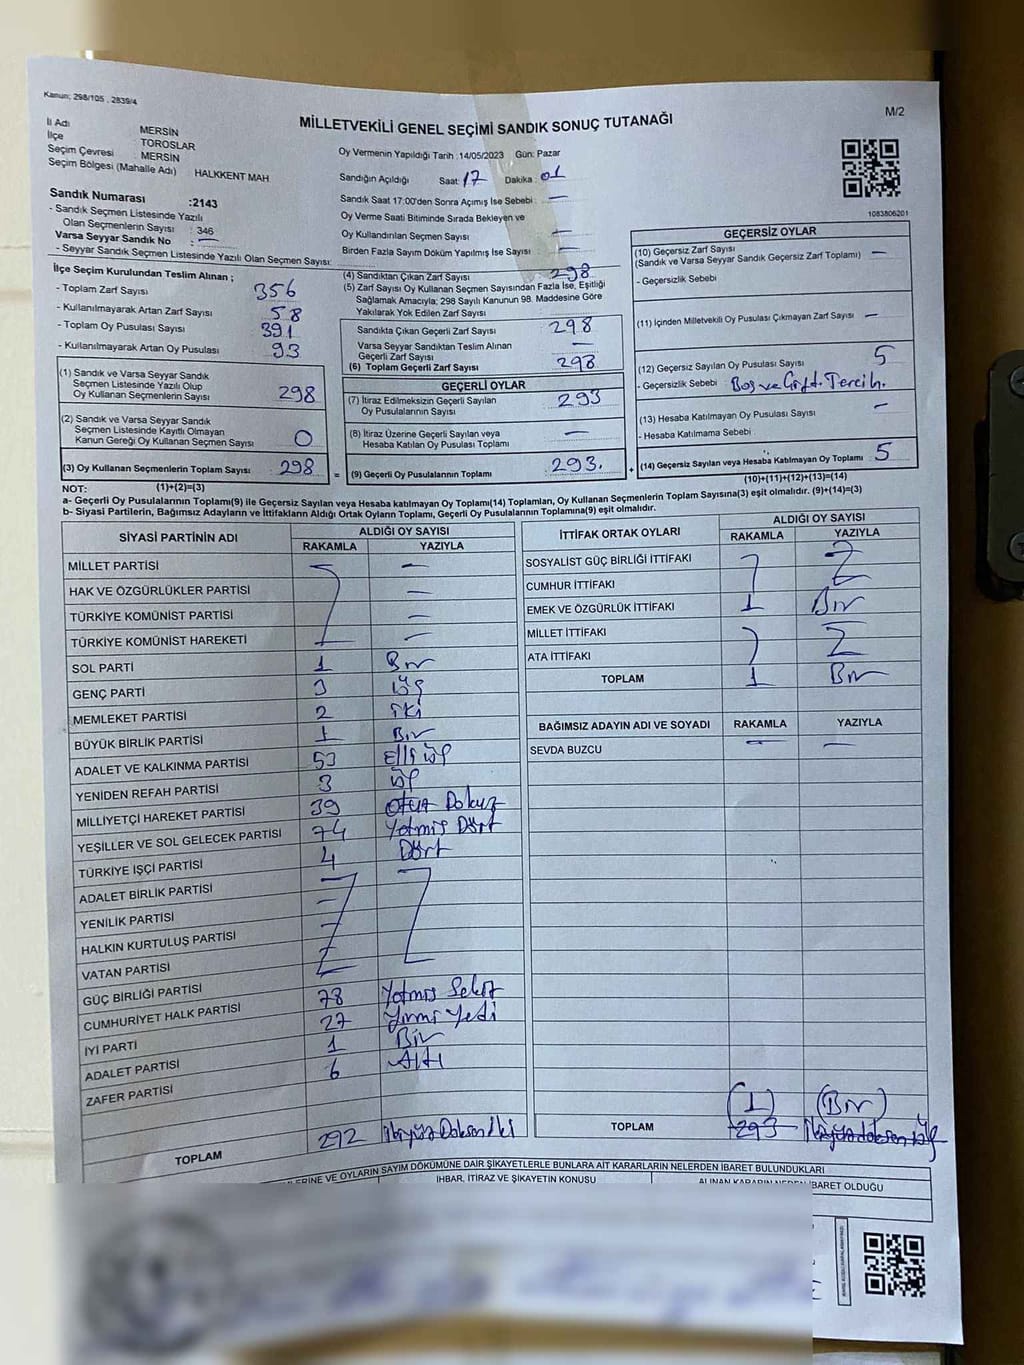 Kanun; 298/105 , 2839/4
M/2
MİLLETVEKİLİ GENEL SEÇİMİ SANDIK SONUÇ TUTANAĞI
İl Adı MERSİN
İlçe TOROSLAR
Seçim Çevresi MERSİN
Seçim Bölgesi (Mahalle Adı) HALKKENT MAH
Sandık Numarası :2143
- Sandık Seçmen Listesinde Yazılı
Olan Seçmenlerin Sayısı : 346
Varsa Seyyar Sandık No : —
- Seyyar Sandık Seçmen Listesinde Yazılı Olan Seçmen Sayısı:
Oy Vermenin Yapıldığı Tarih :14/05/2023 Gün: Pazar
Sandığın Açıldığı Saat: 17 Dakika : 01
Sandık Saat 17:00'den Sonra Açımış İse Sebebi : —
Oy Verme Saati Bitiminde Sırada Bekleyen ve
Oy Kullandırılan Seçmen Sayısı : —
Birden Fazla Sayım Döküm Yapılmış İse Sayısı : —
1083806201
İlçe Seçim Kurulundan Teslim Alınan ;
- Toplam Zarf Sayısı 356
- Kullanılmayarak Artan Zarf Sayısı 58
- Toplam Oy Pusulası Sayısı 391
- Kullanılmayarak Artan Oy Pusulası 93
(1) Sandık ve Varsa Seyyar Sandık
Seçmen Listesinde Yazılı Olup
Oy Kullanan Seçmenlerin Sayısı 298
(2) Sandık ve Varsa Seyyar Sandık
Seçmen Listesinde Kayıtlı Olmayan
Kanun Gereği Oy Kullanan Seçmen Sayısı 0
(3) Oy Kullanan Seçmenlerin Toplam Sayısı 298
(1)+(2)=(3)
(4) Sandıktan Çıkan Zarf Sayısı 298
(5) Zarf Sayısı Oy Kullanan Seçmen Sayısından Fazla İse, Eşitliği
Sağlamak Amacıyla; 298 Sayılı Kanunun 98. Maddesine Göre
Yakılarak Yok Edilen Zarf Sayısı
Sandıkta Çıkan Geçerli Zarf Sayısı 298
Varsa Seyyar Sandıktan Teslim Alınan
Geçerli Zarf Sayısı —
(6) Toplam Geçerli Zarf Sayısı 298
GEÇERLİ OYLAR
(7) İtiraz Edilmeksizin Geçerli Sayılan
Oy Pusulalarının Sayısı 293
(8) İtiraz Üzerine Geçerli Sayılan veya
Hesaba Katılan Oy Pusulası Toplamı —
= (9) Geçerli Oy Pusulalarının Toplamı 293.
GEÇERSİZ OYLAR
(10) Geçersiz Zarf Sayısı —
(Sandık ve Varsa Seyyar Sandık Geçersiz Zarf Toplamı)
- Geçersizlik Sebebi
(11) İçinden Milletvekili Oy Pusulası Çıkmayan Zarf Sayısı —
(12) Geçersiz Sayılan Oy Pusulası Sayısı 5
- Geçersizlik Sebebi Boş ve Çift. Tercih.
(13) Hesaba Katılmayan Oy Pusulası Sayısı —
- Hesaba Katılmama Sebebi
+ (14) Geçersiz Sayılan veya Hesaba Katılmayan Oy Toplamı 5
(10)+(11)+(12)+(13)=(14)
NOT:
a- Geçerli Oy Pusulalarının Toplamı(9) ile Geçersiz Sayılan veya Hesaba katılmayan Oy Toplamı(14) Toplamları, Oy Kullanan Seçmenlerin Toplam Sayısına(3) eşit olmalıdır. (9)+(14)=(3)
b- Siyasi Partilerin, Bağımsız Adayların ve İttifakların Aldığı Ortak Oyların Toplamı, Geçerli Oy Pusulalarının Toplamına(9) eşit olmalıdır.
SİYASİ PARTİNİN ADI ALDIĞI OY SAYISI
RAKAMLA YAZIYLA
MİLLET PARTİSİ —
HAK VE ÖZGÜRLÜKLER PARTİSİ —
TÜRKİYE KOMÜNİST PARTİSİ —
TÜRKİYE KOMÜNİST HAREKETİ —
SOL PARTİ 1 Bir
GENÇ PARTİ 3 üç
MEMLEKET PARTİSİ 2 iki
BÜYÜK BİRLİK PARTİSİ 1 Bir
ADALET VE KALKINMA PARTİSİ 53 Elli üç
YENİDEN REFAH PARTİSİ 3 üç
MİLLİYETÇİ HAREKET PARTİSİ 39 Otuz Dokuz
YEŞİLLER VE SOL GELECEK PARTİSİ 74 Yetmiş Dört
TÜRKİYE İŞÇİ PARTİSİ 4 Dört
ADALET BİRLİK PARTİSİ
YENİLİK PARTİSİ
HALKIN KURTULUŞ PARTİSİ
VATAN PARTİSİ
GÜÇ BİRLİĞİ PARTİSİ
CUMHURİYET HALK PARTİSİ 78 Yetmiş Sekiz
İYİ PARTİ 27 Yirmi Yedi
ADALET PARTİSİ 1 Bir
ZAFER PARTİSİ 6 Altı
TOPLAM 292 ikiyüz Doksan iki
İTTİFAK ORTAK OYLARI ALDIĞI OY SAYISI
RAKAMLA YAZIYLA
SOSYALİST GÜÇ BİRLİĞİ İTTİFAKI
CUMHUR İTTİFAKI
EMEK VE ÖZGÜRLÜK İTTİFAKI 1 Bir
MİLLET İTTİFAKI
ATA İTTİFAKI
TOPLAM 1 Bir
BAĞIMSIZ ADAYIN ADI VE SOYADI RAKAMLA YAZIYLA
SEVDA BUZCU — —
(1) (Bir)
TOPLAM 293 ikiyüzdoksan üç
ERİNE VE OYLARIN SAYIM DÖKÜMÜNE DAİR ŞİKAYETLERLE BUNLARA AİT KARARLARIN NELERDEN İBARET BULUNDUKLARI
İHBAR, İTİRAZ VE ŞİKAYETİN KONUSU
ALINAN KARARIN NEDEN İBARET OLDUĞU